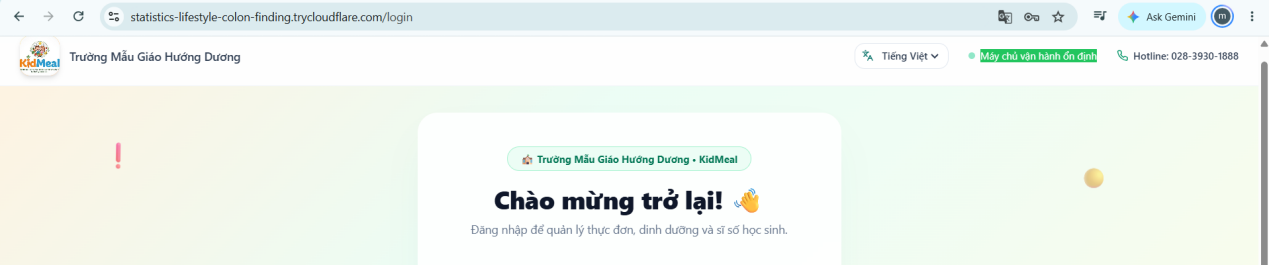 statistics-lifestyle-colon-finding.trycloudflare.com/login
Ask Gemini
m
KidMeal
Trường Mẫu Giáo Hướng Dương
Tiếng Việt
Máy chủ vận hành ổn định
Hotline: 028-3930-1888
Trường Mẫu Giáo Hướng Dương • KidMeal
Chào mừng trở lại!
Đăng nhập để quản lý thực đơn, dinh dưỡng và sĩ số học sinh.